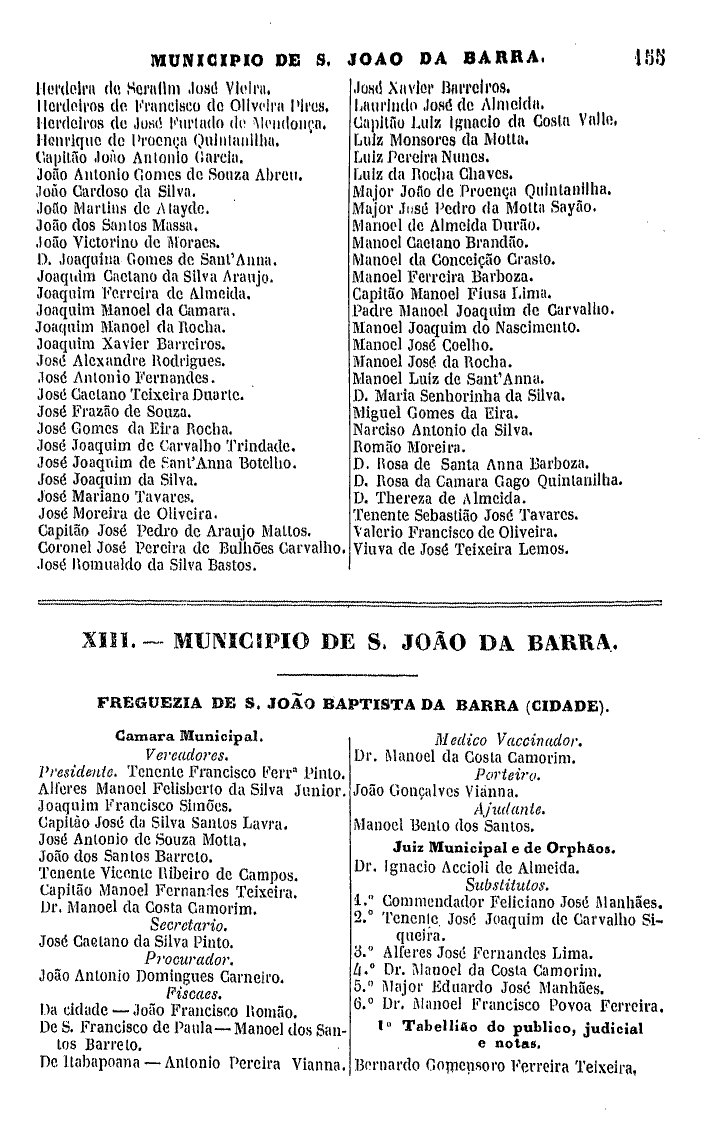 MUNICIPIO DE S. JOAO DA BARRA. 155
Herdeira de Serafim José Vieira.
Herdeiros de Francisco de Oliveira Pires.
Herdeiros de José Furtado de Mendonça.
Henrique de Proença Quintanilha.
Capitão João Antonio Garcia.
João Antonio Gomes de Souza Abreu.
João Cardoso da Silva.
João Martins de Atayde.
João dos Santos Massa.
João Victorino de Moraes.
D. Joaquina Gomes de Sant'Anna.
Joaquim Caetano da Silva Araujo.
Joaquim Ferreira de Almeida.
Joaquim Manoel da Camara.
Joaquim Manoel da Rocha.
Joaquim Xavier Barreiros.
José Alexandre Rodrigues.
José Antonio Fernandes.
José Caetano Teixeira Duarte.
José Frazão de Souza.
José Gomes da Eira Rocha.
José Joaquim de Carvalho Trindade.
José Joaquim de Sant'Anna Botelho.
José Joaquim da Silva.
José Mariano Tavares.
José Moreira de Oliveira.
Capitão José Pedro de Araujo Mattos.
Coronel José Pereira de Bulhões Carvalho.
José Romualdo da Silva Bastos.
José Xavier Barreiros.
Laurindo José de Almeida.
Capitão Luiz Ignacio da Costa Valle.
Luiz Monsores da Motta.
Luiz Pereira Nunes.
Luiz da Rocha Chaves.
Major João de Proença Quintanilha.
Major José Pedro da Motta Sayão.
Manoel de Almeida Durão.
Manoel Caetano Brandão.
Manoel da Conceição Crasto.
Manoel Ferreira Barboza.
Capitão Manoel Fiusa Lima.
Padre Manoel Joaquim de Carvalho.
Manoel Joaquim do Nascimento.
Manoel José Coelho.
Manoel José da Rocha.
Manoel Luiz de Sant'Anna.
D. Maria Senhorinha da Silva.
Miguel Gomes da Eira.
Narciso Antonio da Silva.
Romão Moreira.
D. Rosa de Santa Anna Barboza.
D. Rosa da Camara Gago Quintanilha.
D. Thereza de Almeida.
Tenente Sebastião José Tavares.
Valerio Francisco de Oliveira.
Viuva de José Teixeira Lemos.
XIII. — MUNICIPIO DE S. JOÃO DA BARRA.
FREGUEZIA DE S. JOÃO BAPTISTA DA BARRA (CIDADE).
Camara Municipal.
Vereadores.
Presidente. Tenente Francisco Ferrª Pinto.
Alferes Manoel Felisberto da Silva Junior.
Joaquim Francisco Simões.
Capitão José da Silva Santos Lavra.
José Antonio de Souza Motta.
João dos Santos Barreto.
Tenente Vicente Ribeiro de Campos.
Capitão Manoel Fernandes Teixeira.
Dr. Manoel da Costa Camorim.
Secretario.
José Caetano da Silva Pinto.
Procurador.
João Antonio Domingues Carneiro.
Fiscaes.
Da cidade — João Francisco Romão.
De S. Francisco de Paula — Manoel dos San-
tos Barreto.
De Itabapoana — Antonio Pereira Vianna.
Medico Vaccinador.
Dr. Manoel da Costa Camorim.
Porteiro.
João Gonçalves Vianna.
Ajudante.
Manoel Bento dos Santos.
Juiz Municipal e de Orphãos.
Dr. Ignacio Accioli de Almeida.
Substitutos.
1.º Commendador Feliciano José Manhães.
2.º Tenente José Joaquim de Carvalho Si-
queira.
3.º Alferes José Fernandes Lima.
4.º Dr. Manoel da Costa Camorim.
5.º Major Eduardo José Manhães.
6.º Dr. Manoel Francisco Povoa Ferreira.
1º Tabellião do publico, judicial
e notas.
Bernardo Gomensoro Ferreira Teixeira,